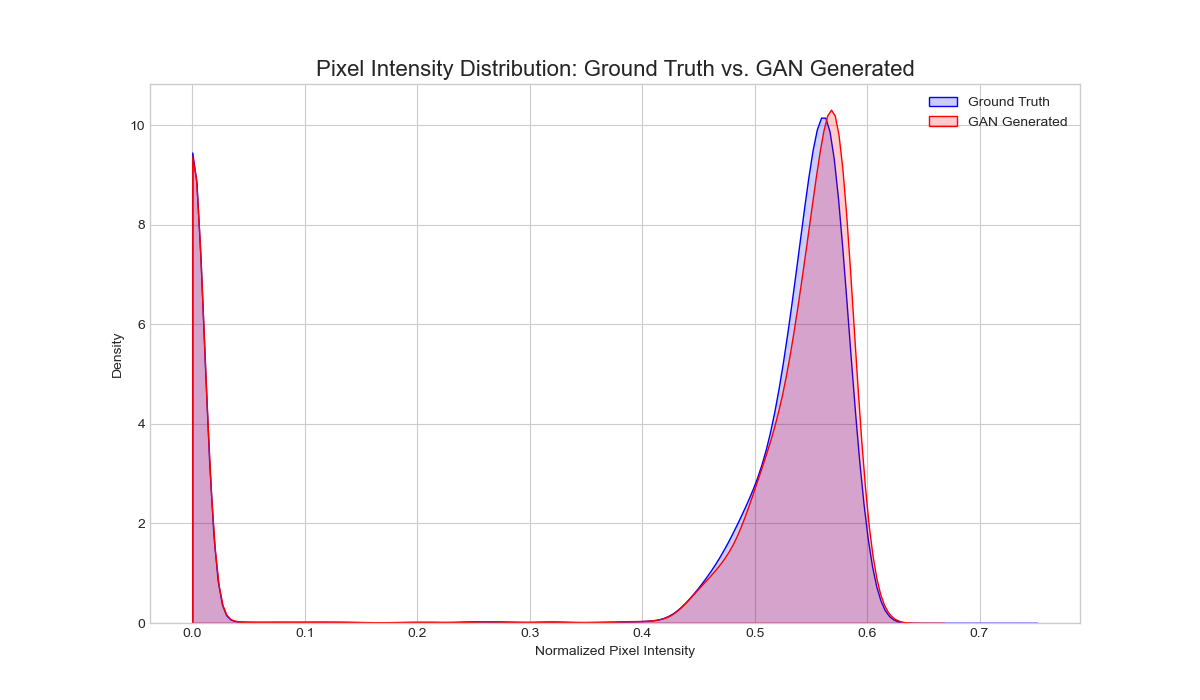 Pixel Intensity Distribution: Ground Truth vs. GAN Generated
Ground Truth
GAN Generated
10
8
6
4
2
0
Density
0.0 0.1 0.2 0.3 0.4 0.5 0.6 0.7
Normalized Pixel Intensity